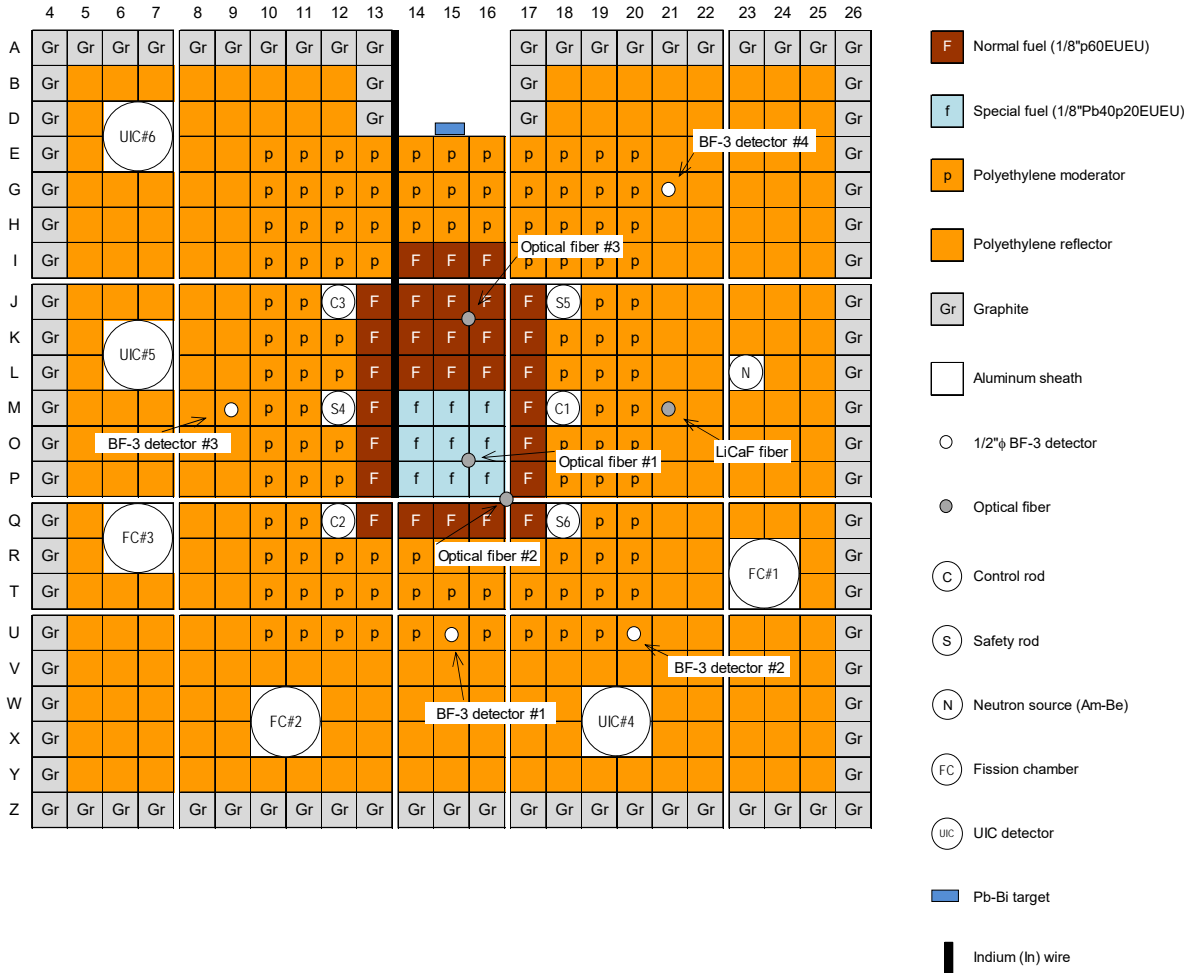 4 5 6 7 8 9 10 11 12 13 14 15 16 17 18 19 20 21 22 23 24 25 26
A Gr Gr Gr Gr Gr Gr Gr Gr Gr Gr Gr Gr Gr Gr Gr Gr Gr Gr Gr Gr
B Gr Gr Gr Gr
D Gr Gr Gr Gr
UIC#6
BF-3 detector #4
E Gr p p p p p p p p p p p Gr
G Gr p p p p p p p p p p p Gr
H Gr p p p p p p p p p p p Gr
Optical fiber #3
I Gr p p p p F F F p p p p Gr
J Gr p p C3 F F F F F S5 p p Gr
K Gr p p p F F F F F p p p Gr
UIC#5
L Gr p p p F F F F F p p p N Gr
M Gr p p S4 F f f f F C1 p p Gr
BF-3 detector #3
LiCaF fiber
O Gr p p p F f f f F p p p Gr
Optical fiber #1
P Gr p p p F f f f F p p p Gr
Q Gr p p C2 F F F F F S6 p p Gr
FC#3
Optical fiber #2
R Gr p p p p p p p p p Gr
FC#1
T Gr p p p p p p p p p p p Gr
U Gr p p p p p p p p p Gr
BF-3 detector #2
V Gr Gr
BF-3 detector #1
W Gr Gr
FC#2 UIC#4
X Gr Gr
Y Gr Gr
Z Gr Gr Gr Gr Gr Gr Gr Gr Gr Gr Gr Gr Gr Gr Gr Gr Gr Gr Gr Gr Gr Gr Gr
F Normal fuel (1/8"p60EUEU)
f Special fuel (1/8"Pb40p20EUEU)
p Polyethylene moderator
Polyethylene reflector
Gr Graphite
Aluminum sheath
1/2"ϕ BF-3 detector
Optical fiber
C Control rod
S Safety rod
N Neutron source (Am-Be)
FC Fission chamber
UIC UIC detector
Pb-Bi target
Indium (In) wire